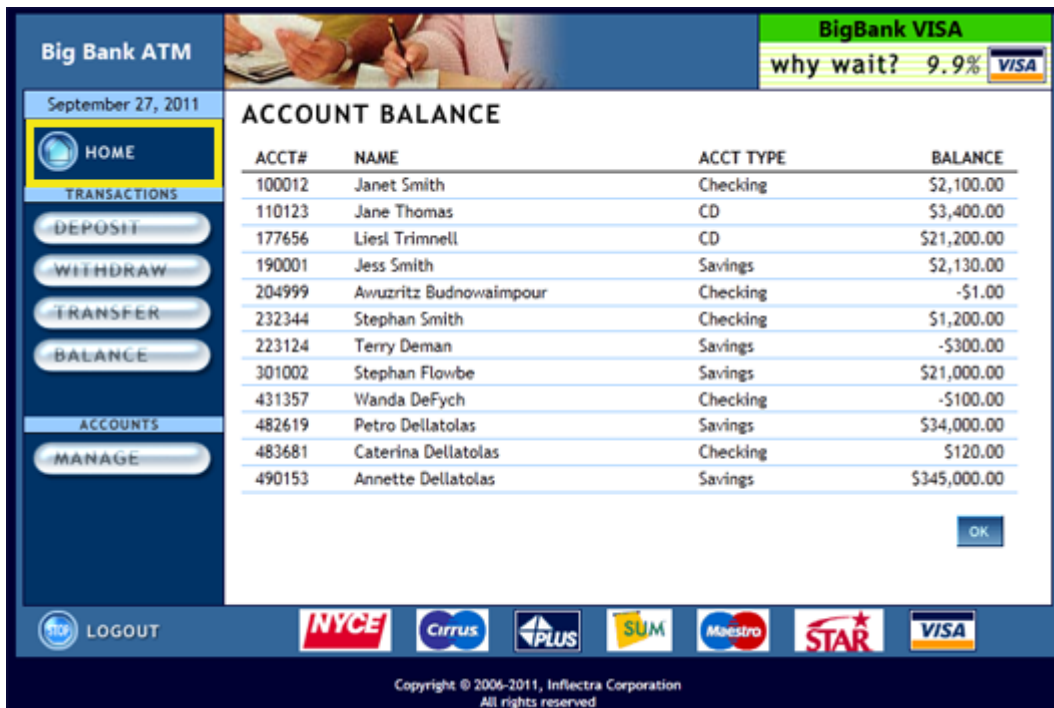 Big Bank ATM
BigBank VISA
why wait? 9.9% VISA
September 27, 2011
HOME
TRANSACTIONS
DEPOSIT
WITHDRAW
TRANSFER
BALANCE
ACCOUNTS
MANAGE
ACCOUNT BALANCE
ACCT# NAME ACCT TYPE BALANCE
100012 Janet Smith Checking $2,100.00
110123 Jane Thomas CD $3,400.00
177656 Liesl Trimnell CD $21,200.00
190001 Jess Smith Savings $2,130.00
204999 Awuzritz Budnowaimpour Checking -$1.00
232344 Stephan Smith Checking $1,200.00
223124 Terry Deman Savings -$300.00
301002 Stephan Flowbe Savings $21,000.00
431357 Wanda DeFych Checking -$100.00
482619 Petro Dellatolas Savings $34,000.00
483681 Caterina Dellatolas Checking $120.00
490153 Annette Dellatolas Savings $345,000.00
OK
STOP LOGOUT
NYCE Cirrus PLUS SUM Maestro STAR VISA
Copyright © 2006-2011, Inflectra Corporation
All rights reserved